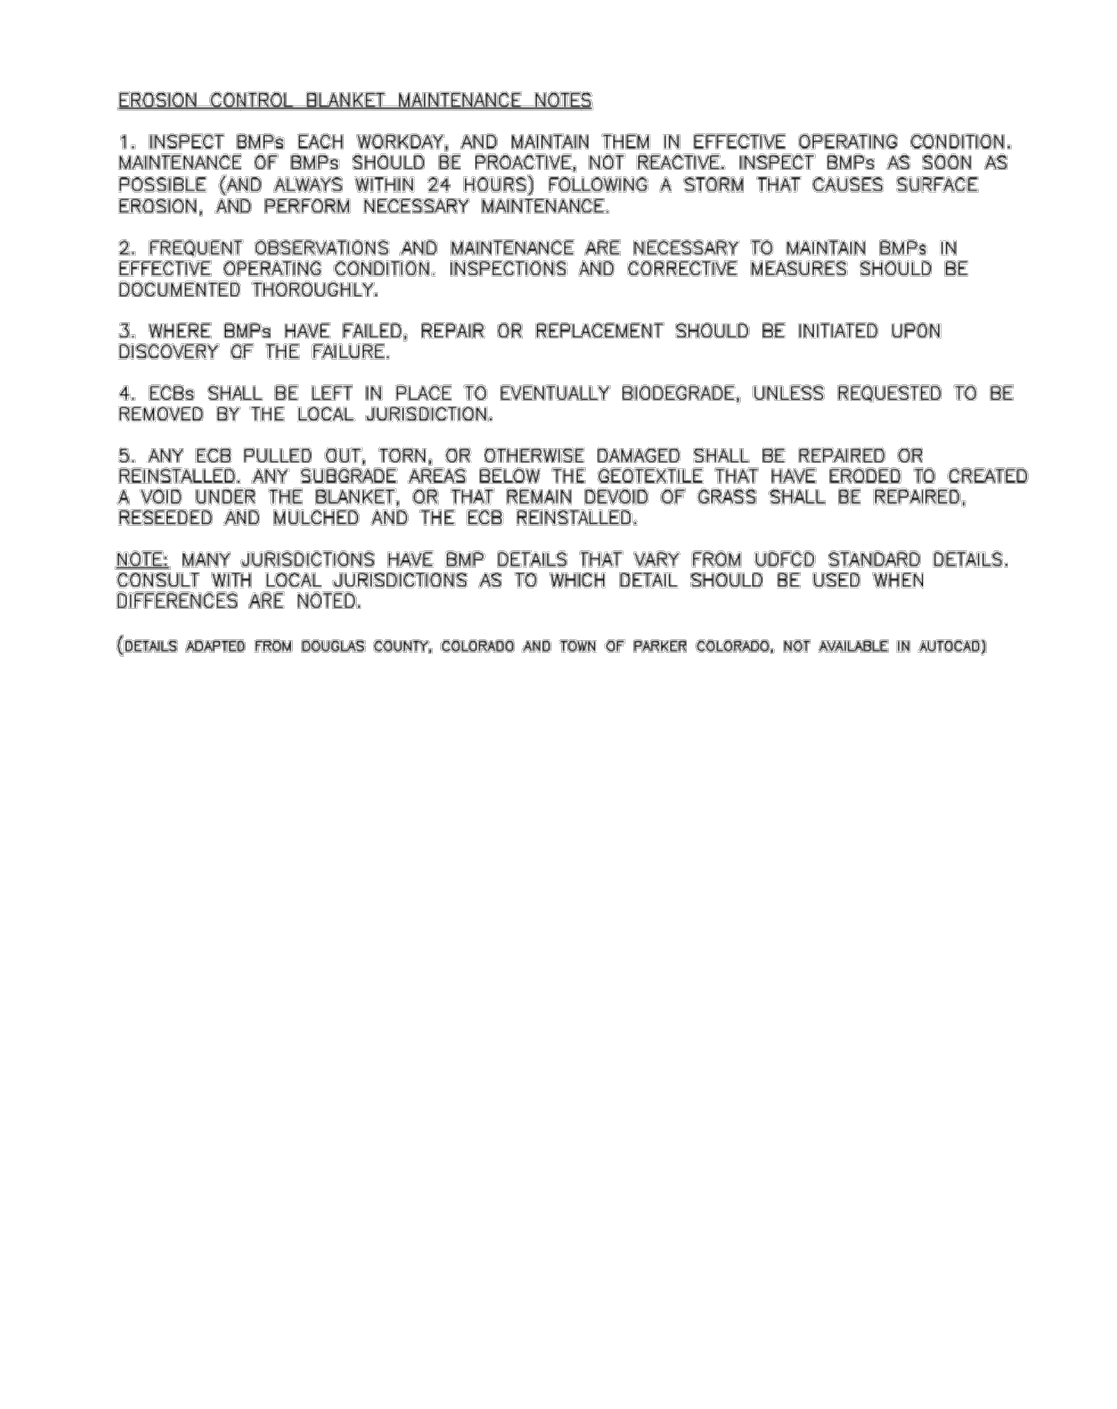 EROSION CONTROL BLANKET MAINTENANCE NOTES
1. INSPECT BMPs EACH WORKDAY, AND MAINTAIN THEM IN EFFECTIVE OPERATING CONDITION.
MAINTENANCE OF BMPs SHOULD BE PROACTIVE, NOT REACTIVE. INSPECT BMPs AS SOON AS
POSSIBLE (AND ALWAYS WITHIN 24 HOURS) FOLLOWING A STORM THAT CAUSES SURFACE
EROSION, AND PERFORM NECESSARY MAINTENANCE.
2. FREQUENT OBSERVATIONS AND MAINTENANCE ARE NECESSARY TO MAINTAIN BMPs IN
EFFECTIVE OPERATING CONDITION. INSPECTIONS AND CORRECTIVE MEASURES SHOULD BE
DOCUMENTED THOROUGHLY.
3. WHERE BMPs HAVE FAILED, REPAIR OR REPLACEMENT SHOULD BE INITIATED UPON
DISCOVERY OF THE FAILURE.
4. ECBs SHALL BE LEFT IN PLACE TO EVENTUALLY BIODEGRADE, UNLESS REQUESTED TO BE
REMOVED BY THE LOCAL JURISDICTION.
5. ANY ECB PULLED OUT, TORN, OR OTHERWISE DAMAGED SHALL BE REPAIRED OR
REINSTALLED. ANY SUBGRADE AREAS BELOW THE GEOTEXTILE THAT HAVE ERODED TO CREATED
A VOID UNDER THE BLANKET, OR THAT REMAIN DEVOID OF GRASS SHALL BE REPAIRED,
RESEEDED AND MULCHED AND THE ECB REINSTALLED.
NOTE: MANY JURISDICTIONS HAVE BMP DETAILS THAT VARY FROM UDFCD STANDARD DETAILS.
CONSULT WITH LOCAL JURISDICTIONS AS TO WHICH DETAIL SHOULD BE USED WHEN
DIFFERENCES ARE NOTED.
(DETAILS ADAPTED FROM DOUGLAS COUNTY, COLORADO AND TOWN OF PARKER COLORADO, NOT AVAILABLE IN AUTOCAD)